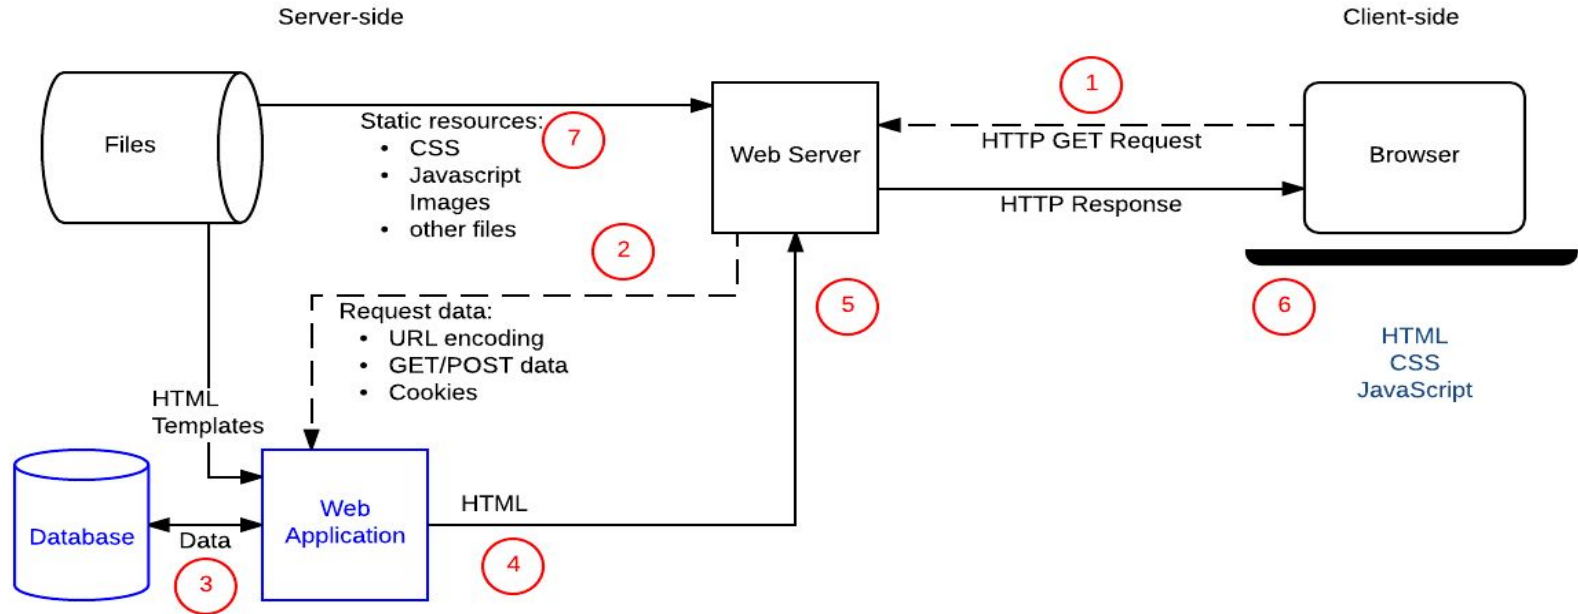 Server-side
Client-side
1
Files
Static resources:
• CSS
• Javascript
Images
• other files
7
Web Server
HTTP GET Request
Browser
HTTP Response
2
Request data:
• URL encoding
• GET/POST data
• Cookies
5
6
HTML
CSS
JavaScript
HTML
Templates
Database
Data
3
Web
Application
HTML
4